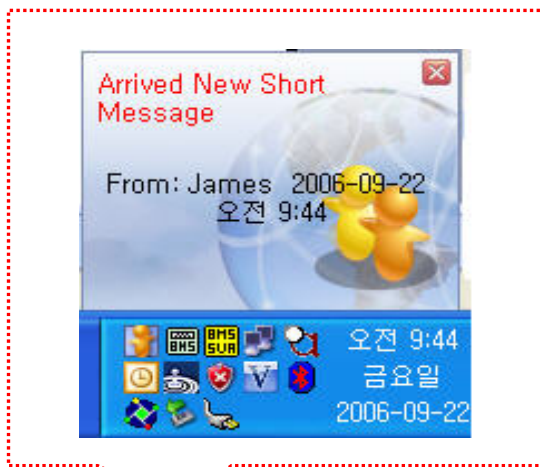 Arrived New Short
Message
From: James 2006-09-22
오전 9:44
BMS
BMS
SVR
오전 9:44
금요일
2006-09-22